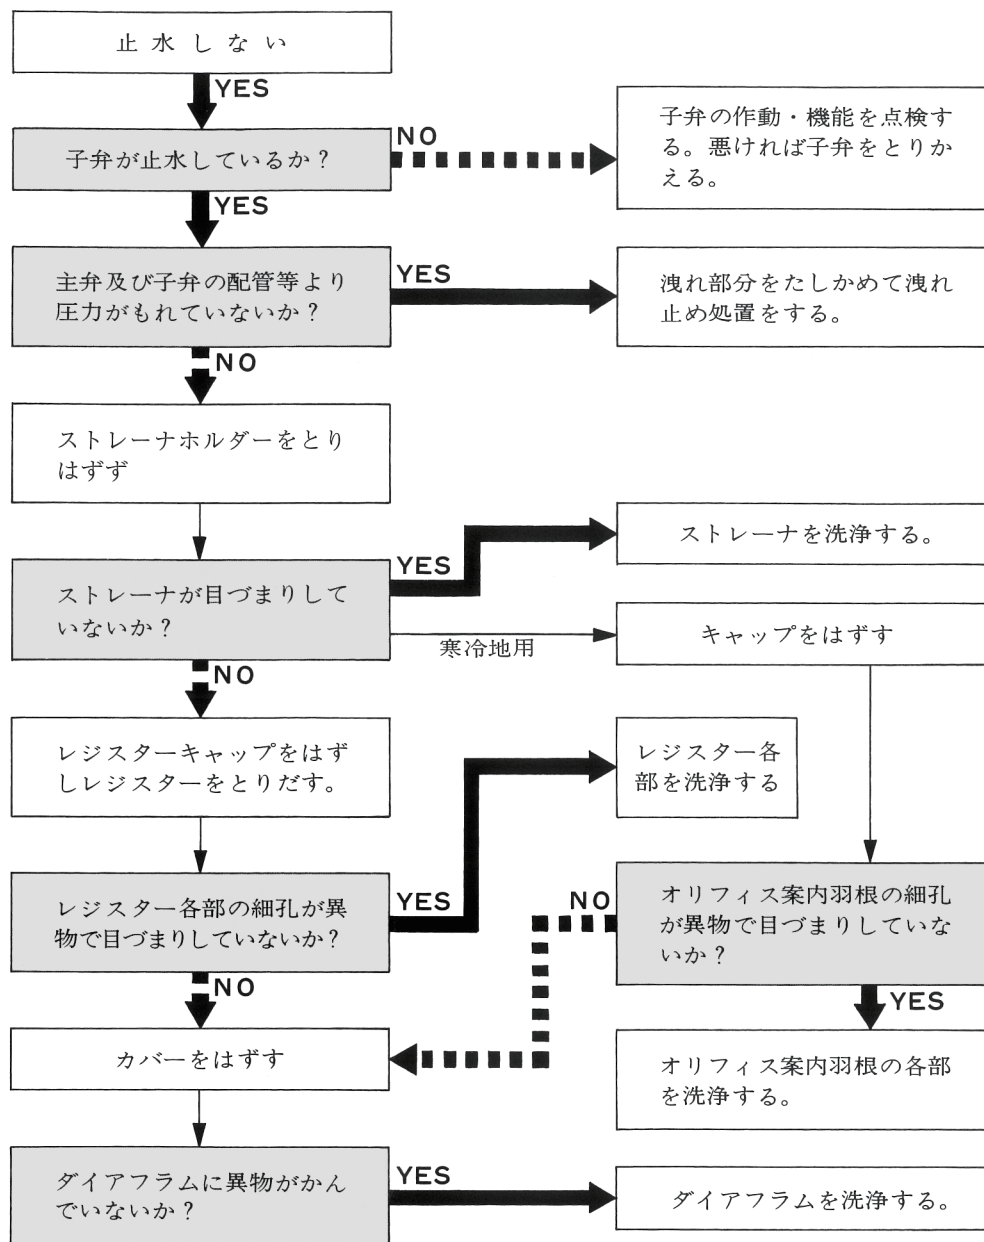 止水しない
YES
子弁が止水しているか？
NO
子弁の作動・機能を点検す
る。悪ければ子弁をとりか
える。
YES
主弁及び子弁の配管等より
圧力がもれていないか？
YES
洩れ部分をたしかめて洩れ
止め処置をする。
NO
ストレーナホルダーをとり
はずず
ストレーナが目づまりして
いないか？
YES
ストレーナを洗浄する。
寒冷地用
キャップをはずす
NO
レジスターキャップをはず
しレジスターをとりだす。
レジスター各
部を洗浄する
レジスター各部の細孔が異
物で目づまりしていないか？
YES
NO
オリフィス案内羽根の細孔
が異物で目づまりしていな
いか？
NO
YES
カバーをはずす
オリフィス案内羽根の各部
を洗浄する。
ダイアフラムに異物がかん
でいないか？
YES
ダイアフラムを洗浄する。